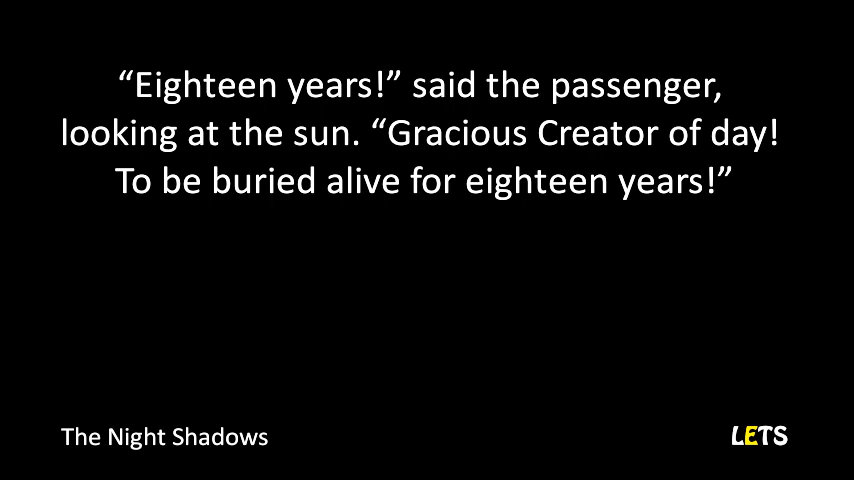 “Eighteen years!” said the passenger,
looking at the sun. “Gracious Creator of day!
To be buried alive for eighteen years!”
The Night Shadows
LETS